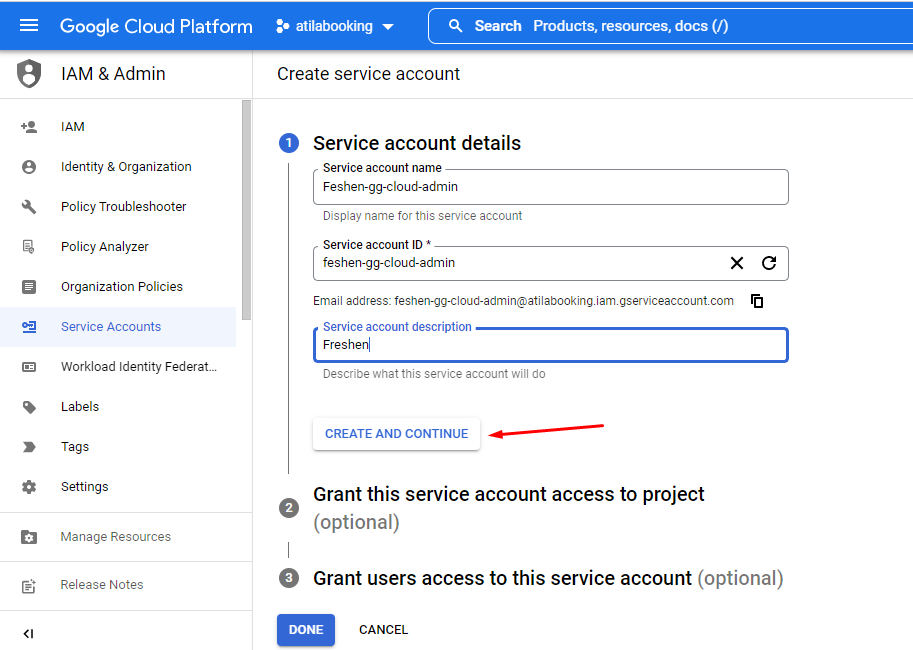 Google Cloud Platform
atilabooking
Search Products, resources, docs (/)
IAM & Admin
IAM
Identity & Organization
Policy Troubleshooter
Policy Analyzer
Organization Policies
Service Accounts
Workload Identity Federat...
Labels
Tags
Settings
Manage Resources
Release Notes
Create service account
1
Service account details
Service account name
Feshen-gg-cloud-admin
Display name for this service account
Service account ID *
feshen-gg-cloud-admin
Email address: feshen-gg-cloud-admin@atilabooking.iam.gserviceaccount.com
Service account description
Freshen
Describe what this service account will do
CREATE AND CONTINUE
2
Grant this service account access to project
(optional)
3
Grant users access to this service account (optional)
DONE
CANCEL